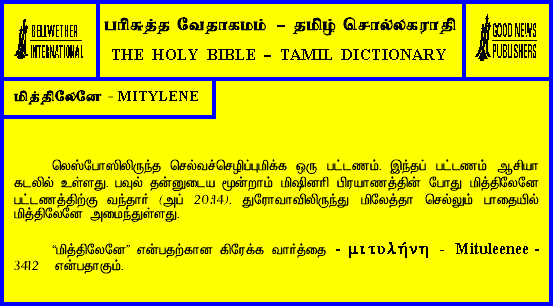 BELLWETHER
INTERNATIONAL
பரிசுத்த வேதாகமம் – தமிழ் சொல்லகராதி
THE HOLY BIBLE – TAMIL DICTIONARY
GOOD NEWS
PUBLISHERS
மித்திலேனே - MITYLENE
லெஸ்போஸிலிருந்த செல்வச்செழிப்புமிக்க ஒரு பட்டணம். இந்தப் பட்டணம் ஆசியா
கடலில் உள்ளது. பவுல் தன்னுடைய மூன்றாம் மிஷினரி பிரயாணத்தின் போது மித்திலேனே
பட்டணத்திற்கு வந்தார் (அப் 20:14). துரோவாவிலிருந்து மிலேத்தா செல்லும் பாதையில்
மித்திலேனே அமைந்துள்ளது.
“மித்திலேனே” என்பதற்கான கிரேக்க வார்த்தை - μιτυλήνη - Mituleenee -
3412 என்பதாகும்.